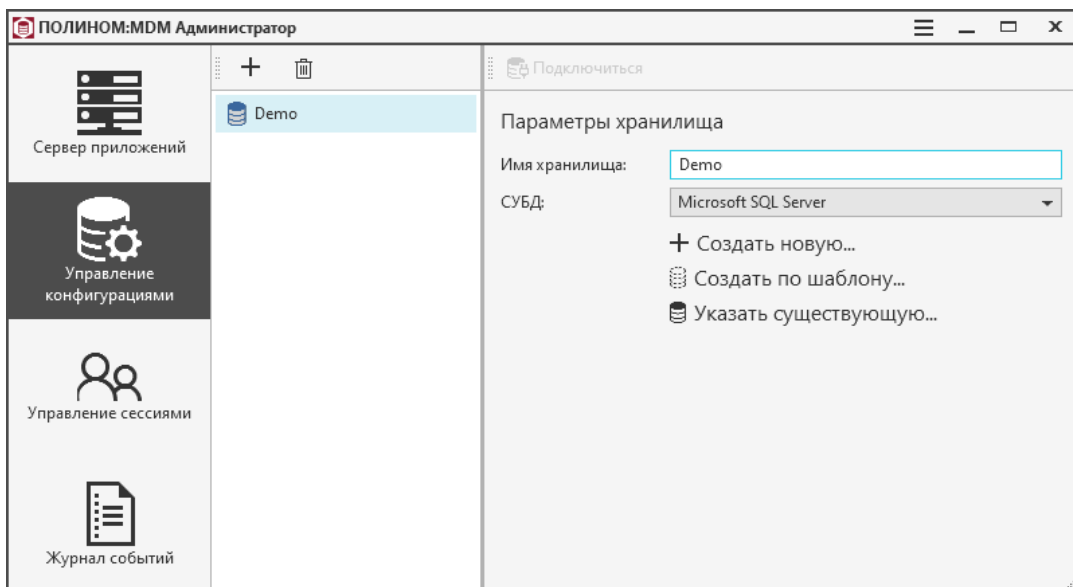 ПОЛИНОМ:MDM Администратор
Сервер приложений
Управление
конфигурациями
Управление сессиями
Журнал событий
Demo
Подключиться
Параметры хранилища
Имя хранилища: Demo
СУБД: Microsoft SQL Server
Создать новую...
Создать по шаблону...
Указать существующую...